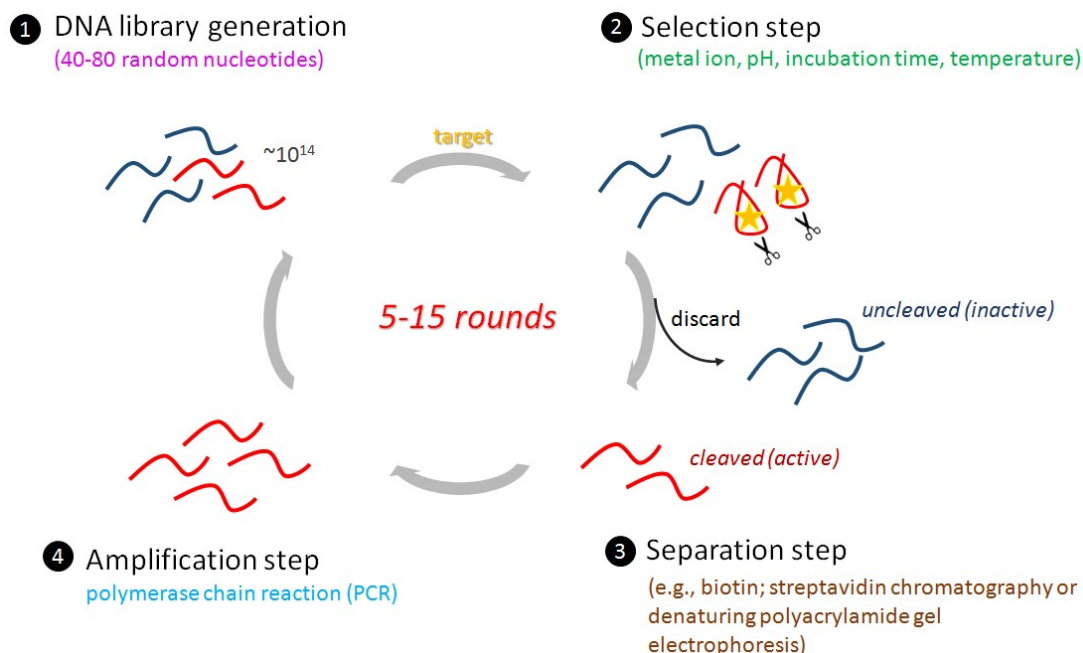 1 DNA library generation
(40-80 random nucleotides)
2 Selection step
(metal ion, pH, incubation time, temperature)
~10¹⁴
target
5-15 rounds
discard
uncleaved (inactive)
cleaved (active)
4 Amplification step
polymerase chain reaction (PCR)
3 Separation step
(e.g., biotin; streptavidin chromatography or
denaturing polyacrylamide gel
electrophoresis)